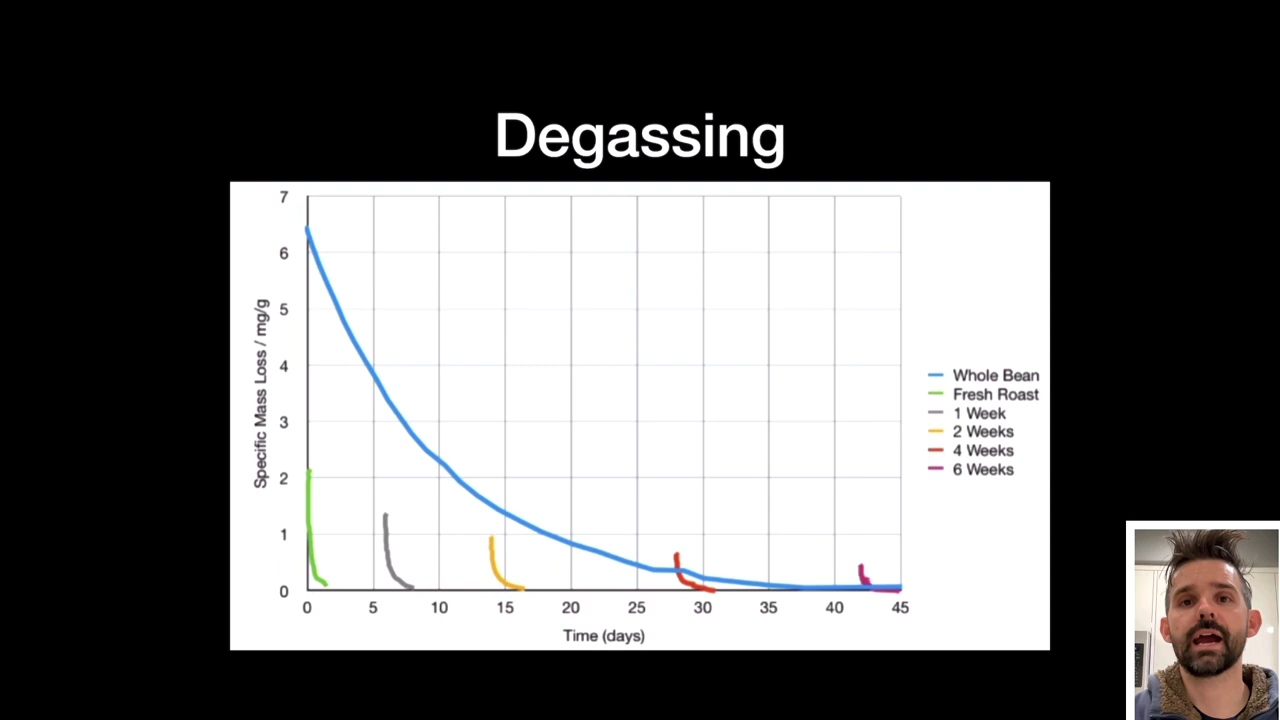 Degassing
7
6
5
4
3
2
1
0
Specific Mass Loss / mg/g
0 5 10 15 20 25 30 35 40 45
Time (days)
Whole Bean
Fresh Roast
1 Week
2 Weeks
4 Weeks
6 Weeks